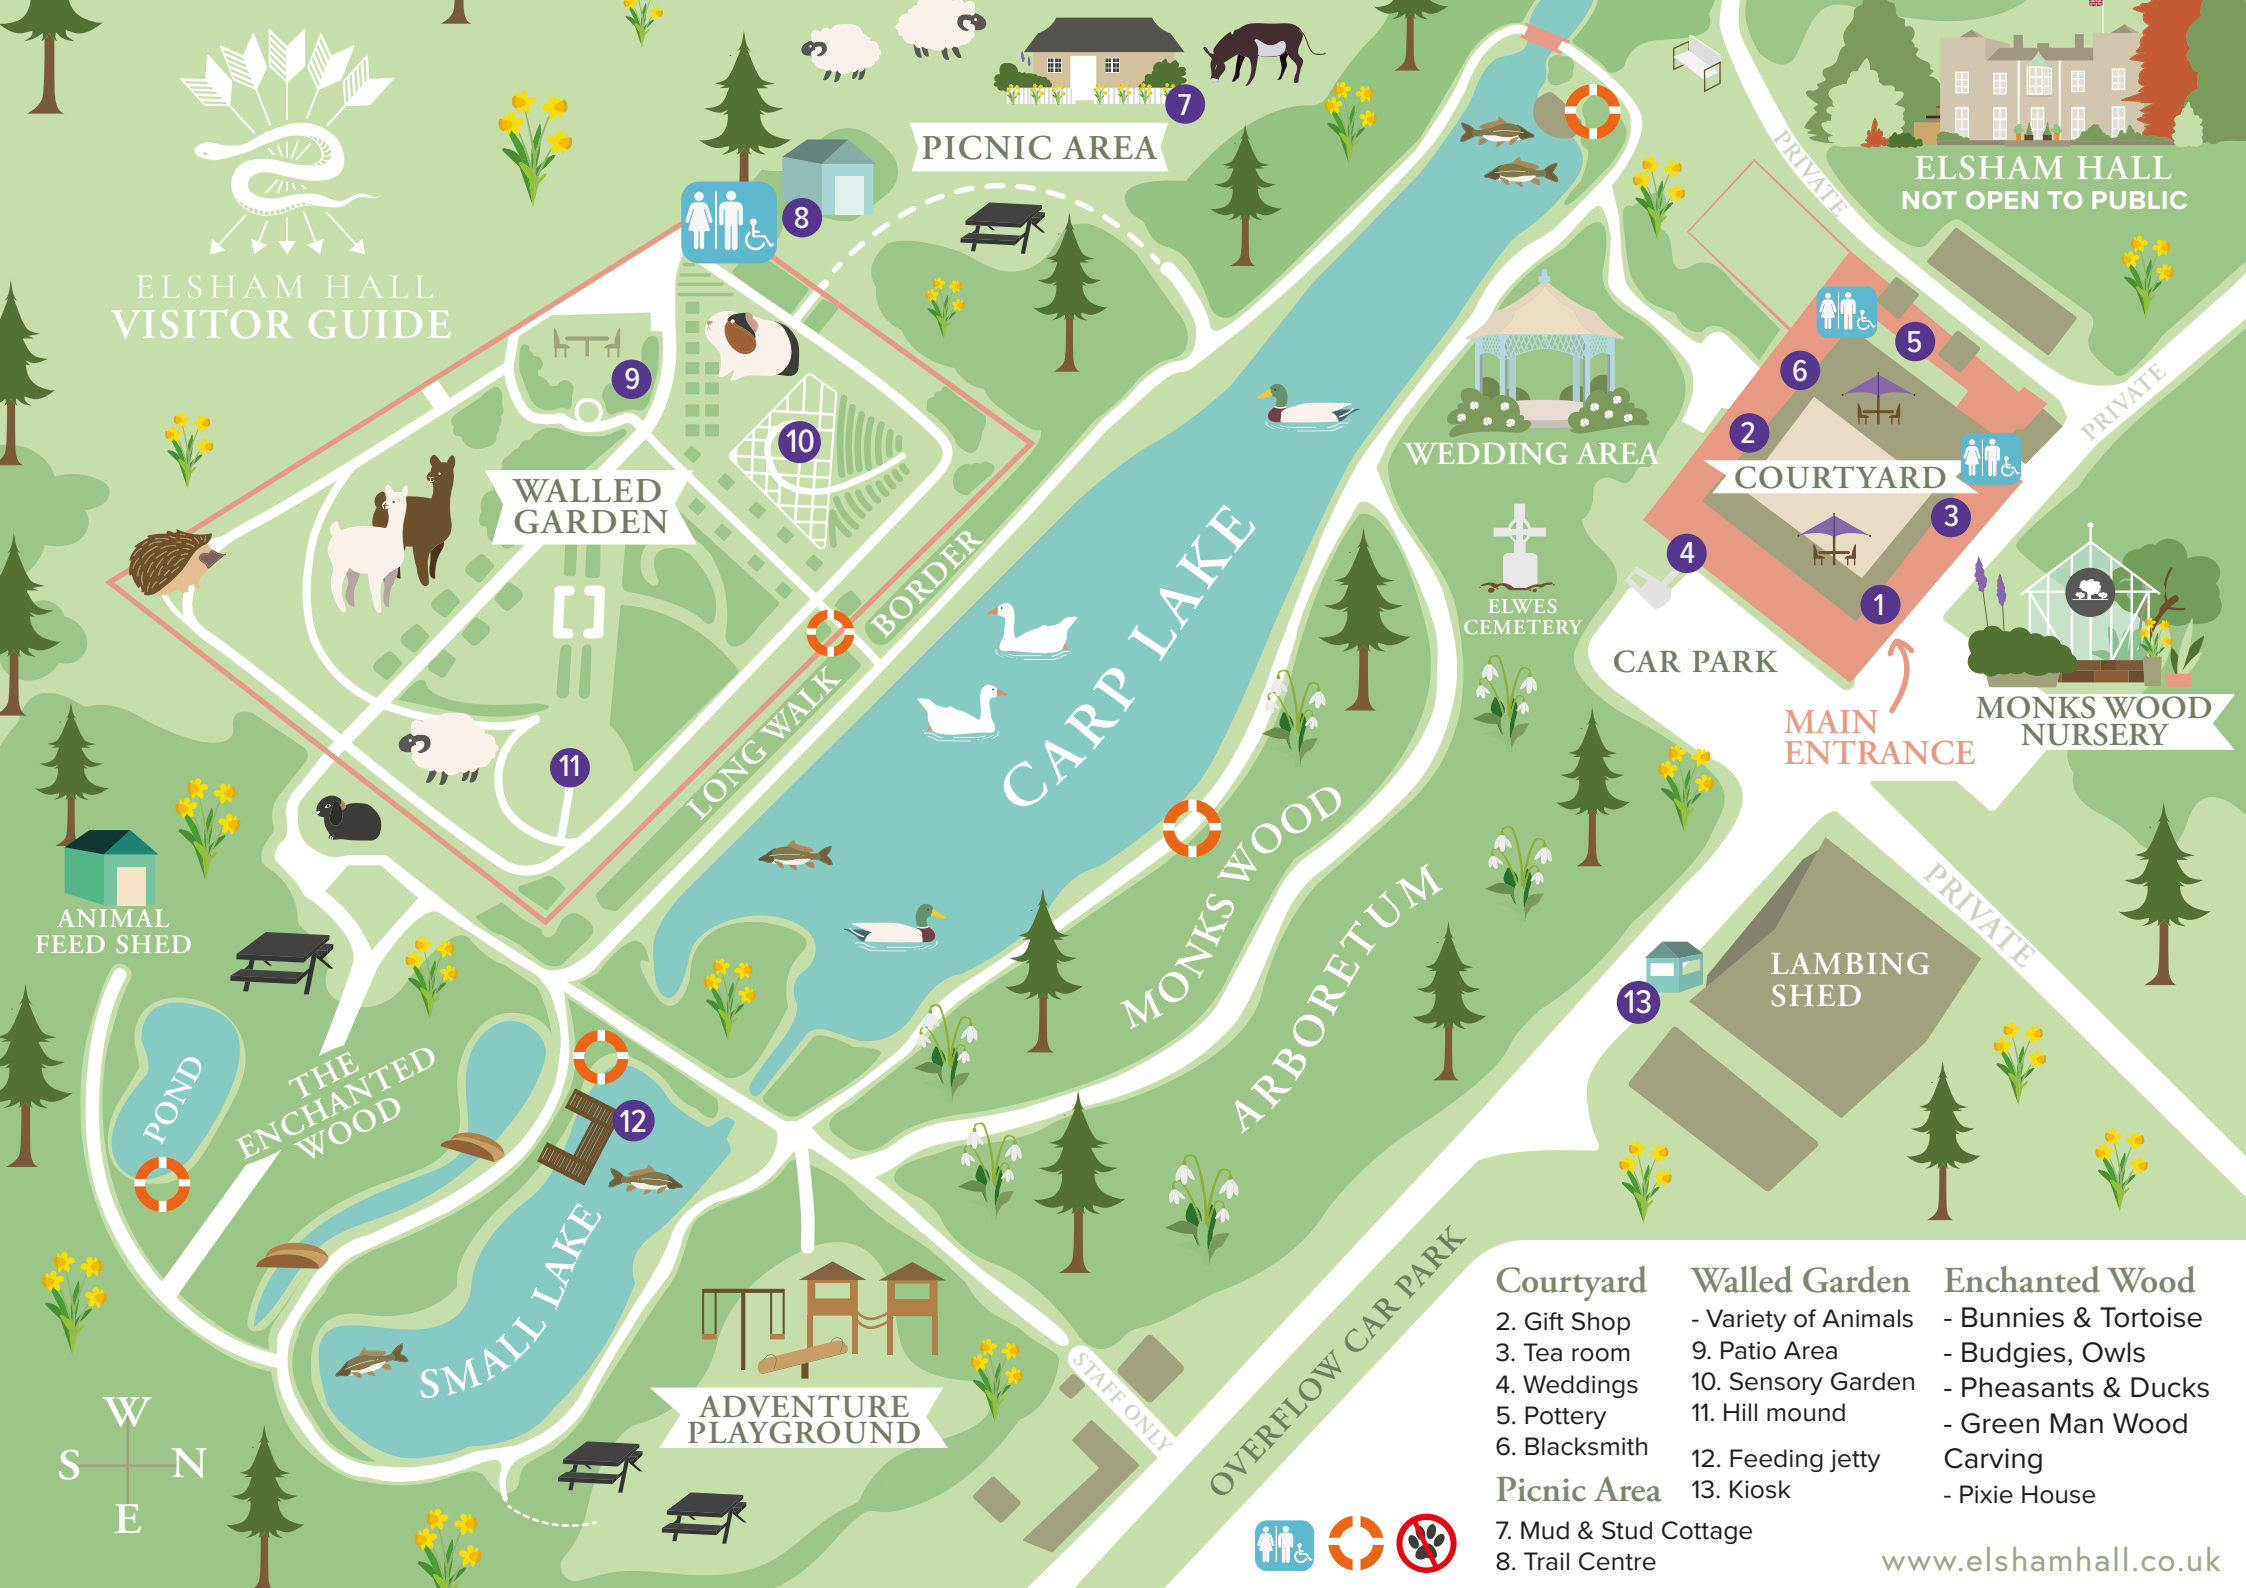 ELSHAM HALL
VISITOR GUIDE
7
PICNIC AREA
8
ELSHAM HALL
NOT OPEN TO PUBLIC
PRIVATE
9
10
WALLED
GARDEN
11
LONG WALK BORDER
CARP LAKE
WEDDING AREA
ELWES
CEMETERY
5
6
2
COURTYARD
3
4
1
PRIVATE
CAR PARK
MAIN
ENTRANCE
MONKS WOOD
NURSERY
PRIVATE
LAMBING
SHED
13
MONKS WOOD
ARBORETUM
ANIMAL
FEED SHED
POND
THE
ENCHANTED
WOOD
12
SMALL LAKE
ADVENTURE
PLAYGROUND
STAFF ONLY
OVERFLOW CAR PARK
W
S N
E
Courtyard
2. Gift Shop
3. Tea room
4. Weddings
5. Pottery
6. Blacksmith
Picnic Area
7. Mud & Stud Cottage
8. Trail Centre
Walled Garden
- Variety of Animals
9. Patio Area
10. Sensory Garden
11. Hill mound
12. Feeding jetty
13. Kiosk
Enchanted Wood
- Bunnies & Tortoise
- Budgies, Owls
- Pheasants & Ducks
- Green Man Wood
Carving
- Pixie House
www.elshamhall.co.uk